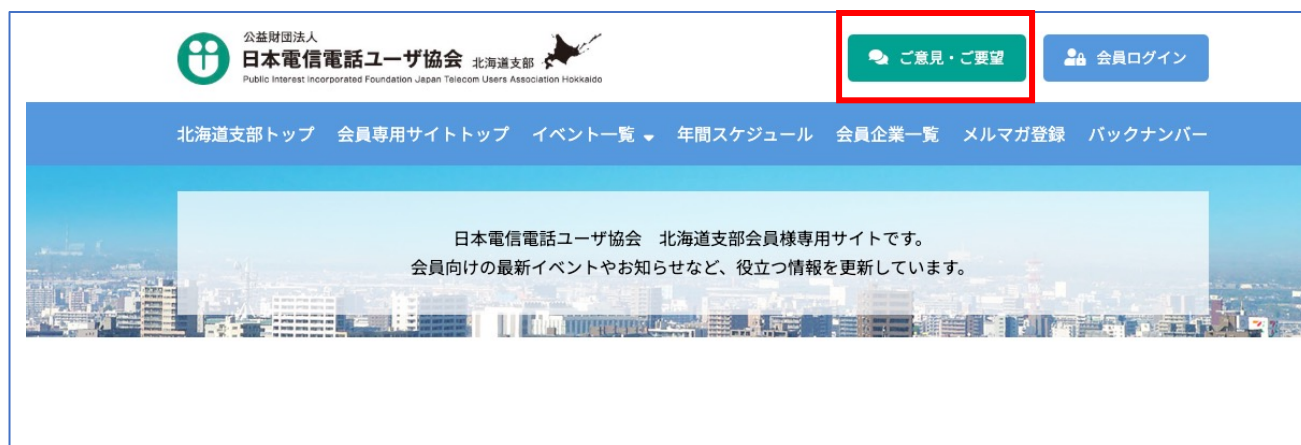 公益財団法人
日本電信電話ユーザ協会 北海道支部
Public Interest Incorporated Foundation Japan Telecom Users Association Hokkaido
ご意見・ご要望
会員ログイン
北海道支部トップ 会員専用サイトトップ イベント一覧 年間スケジュール 会員企業一覧 メルマガ登録 バックナンバー
日本電信電話ユーザ協会　北海道支部会員様専用サイトです。
会員向けの最新イベントやお知らせなど、役立つ情報を更新しています。